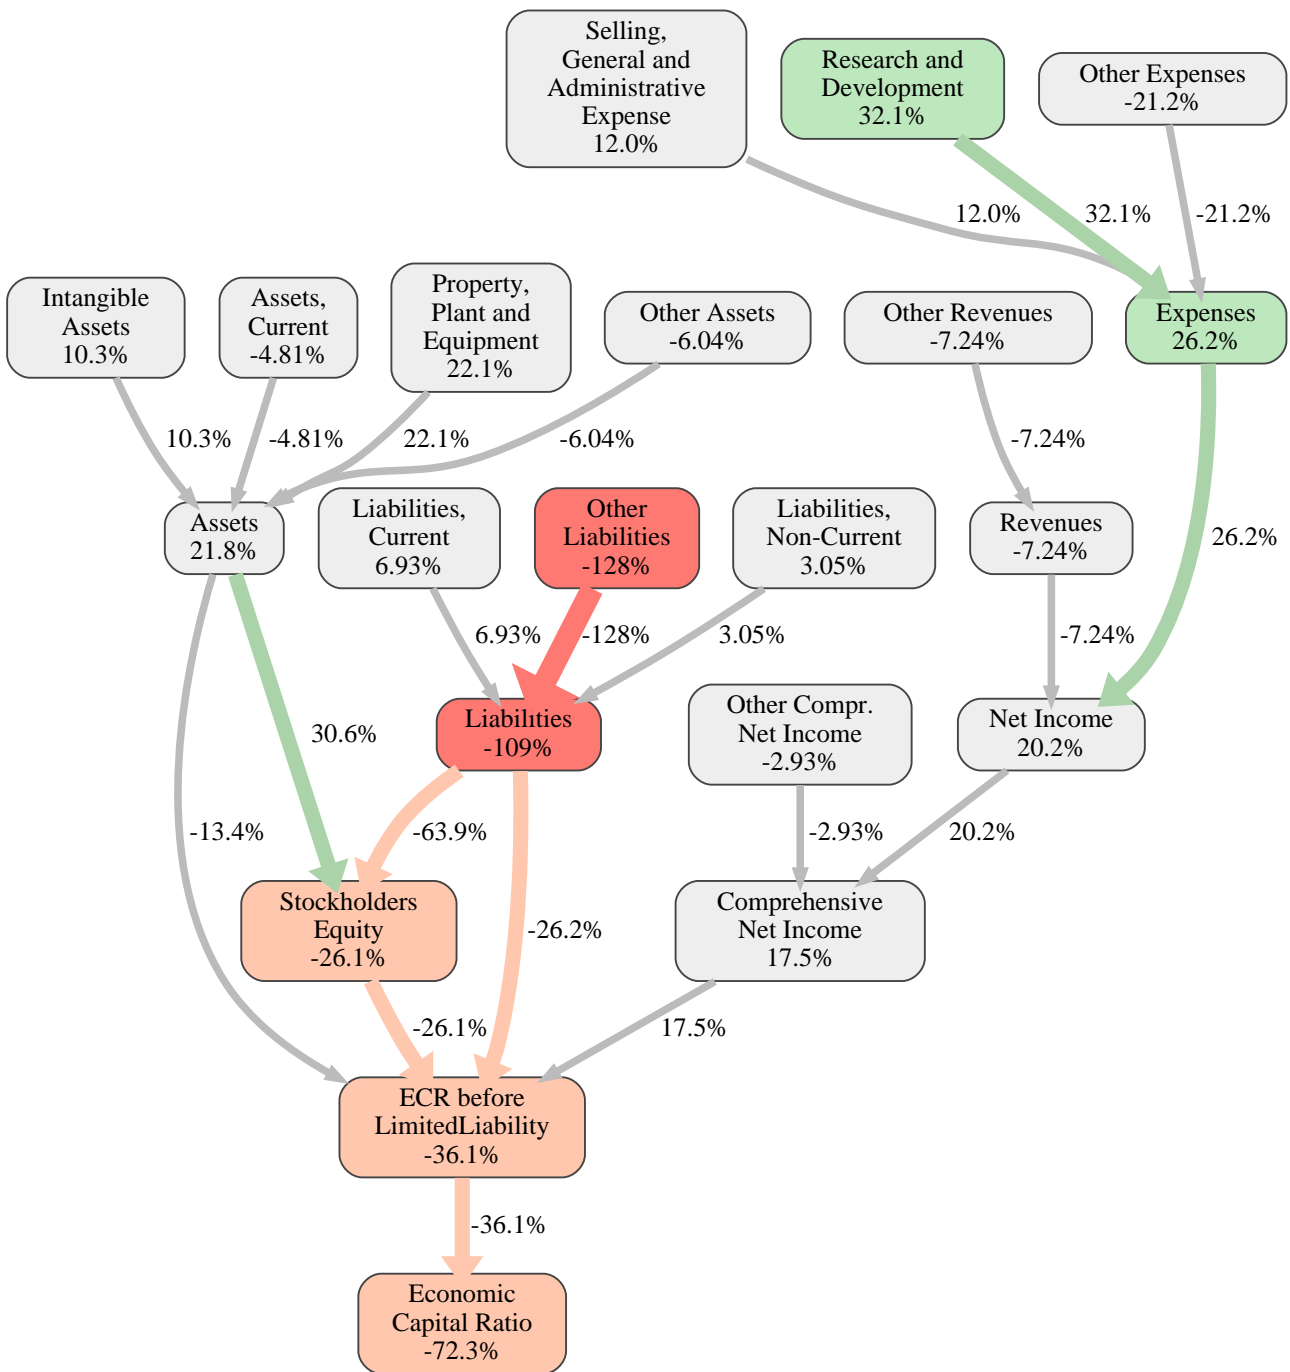 Selling,
General and
Administrative
Expense
12.0%
Research and
Development
32.1%
Other Expenses
-21.2%
12.0%
32.1%
-21.2%
Intangible
Assets
10.3%
Assets,
Current
-4.81%
Property,
Plant and
Equipment
22.1%
Other Assets
-6.04%
Other Revenues
-7.24%
Expenses
26.2%
10.3%
-4.81%
22.1%
-6.04%
-7.24%
Assets
21.8%
Liabilities,
Current
6.93%
Other
Liabilities
-128%
Liabilities,
Non-Current
3.05%
Revenues
-7.24%
26.2%
6.93%
-128%
3.05%
-7.24%
30.6%
Liabilities
-109%
Other Compr.
Net Income
-2.93%
Net Income
20.2%
-13.4%
-63.9%
-2.93%
20.2%
Stockholders
Equity
-26.1%
-26.2%
Comprehensive
Net Income
17.5%
-26.1%
17.5%
ECR before
LimitedLiability
-36.1%
-36.1%
Economic
Capital Ratio
-72.3%